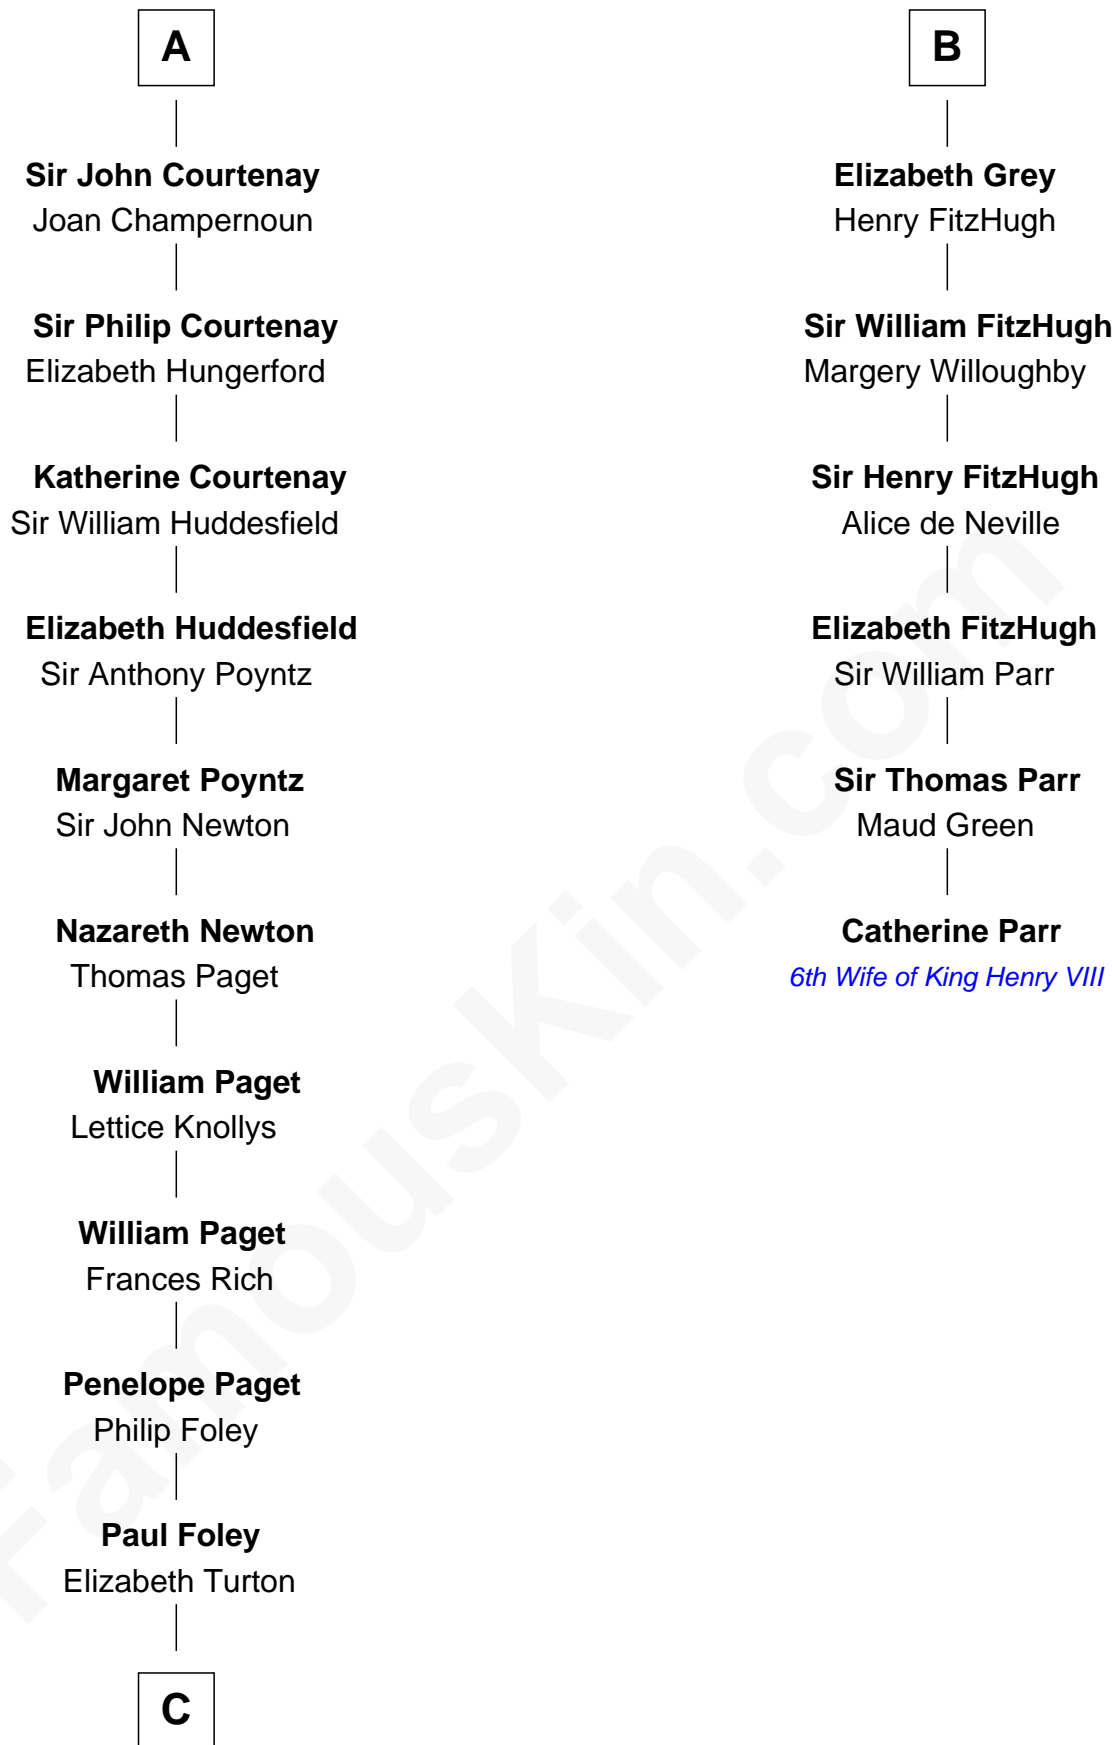 A
Sir John Courtenay
Joan Champernoun
Sir Philip Courtenay
Elizabeth Hungerford
Katherine Courtenay
Sir William Huddesfield
Elizabeth Huddesfield
Sir Anthony Poyntz
Margaret Poyntz
Sir John Newton
Nazareth Newton
Thomas Paget
William Paget
Lettice Knollys
William Paget
Frances Rich
Penelope Paget
Philip Foley
Paul Foley
Elizabeth Turton
C
B
Elizabeth Grey
Henry FitzHugh
Sir William FitzHugh
Margery Willoughby
Sir Henry FitzHugh
Alice de Neville
Elizabeth FitzHugh
Sir William Parr
Sir Thomas Parr
Maud Green
Catherine Parr
6th Wife of King Henry VIII
FamousKin.com